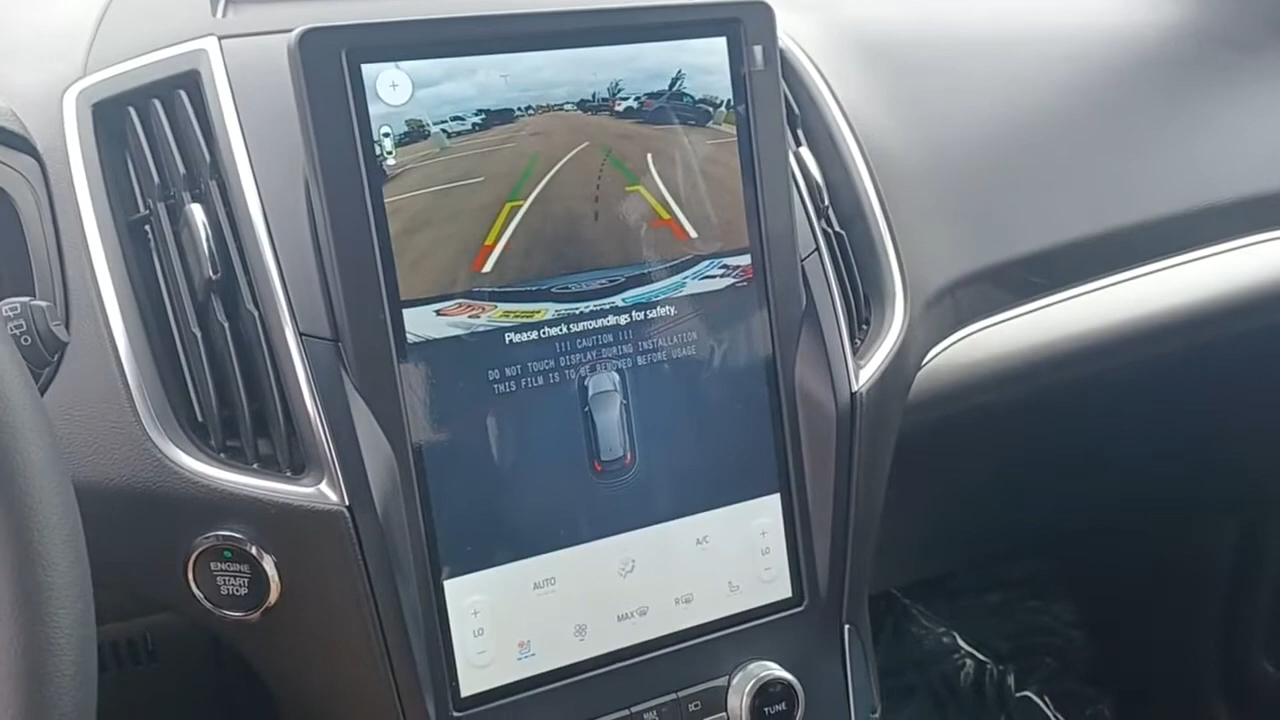 Please check surroundings for safety.
!!! CAUTION !!!
DO NOT TOUCH DISPLAY DURING INSTALLATION
THIS FILM IS TO BE REMOVED BEFORE USAGE
A/C
+
LO
AUTO
+
LO
−
MAX
R
ENGINE
START
STOP
MAX
TUNE